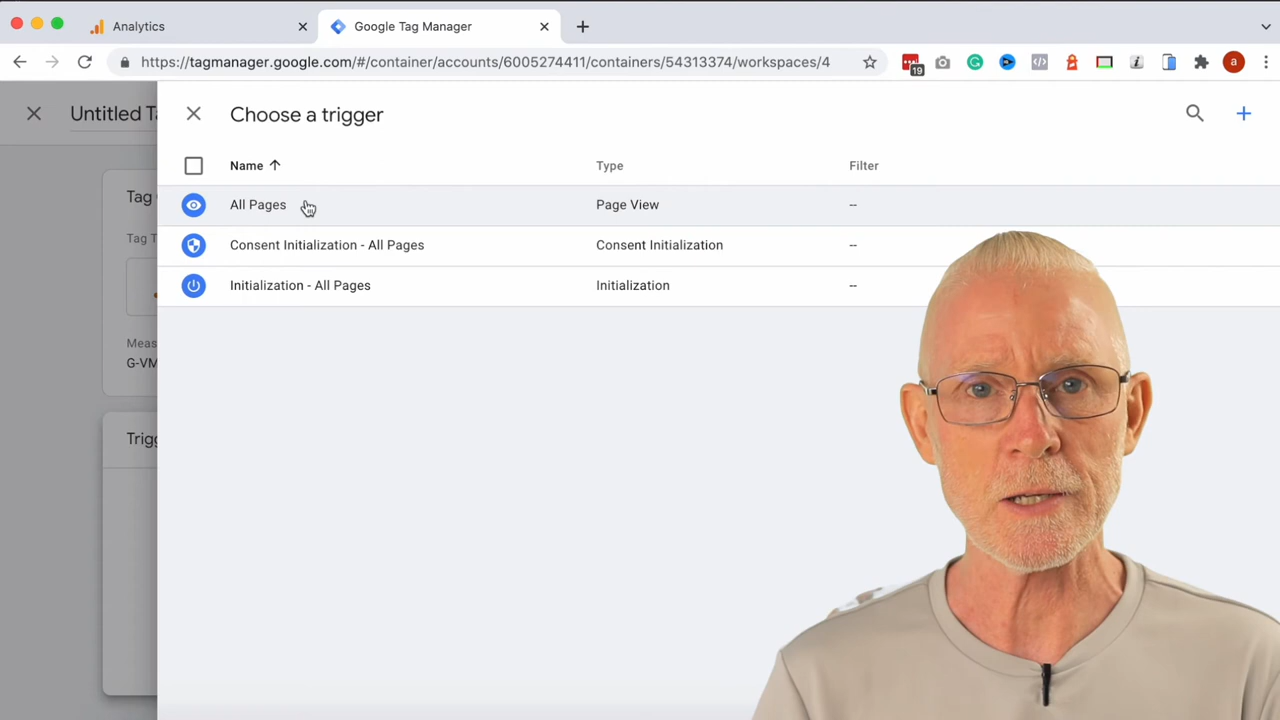 Analytics
Google Tag Manager
https://tagmanager.google.com/#/container/accounts/6005274411/containers/54313374/workspaces/4
19
a
Untitled Ta
Choose a trigger
Name
Type
Filter
All Pages
Page View
--
Consent Initialization - All Pages
Consent Initialization
--
Initialization - All Pages
Initialization
--
Tag
Tag T
Meas
G-VM
Trigg